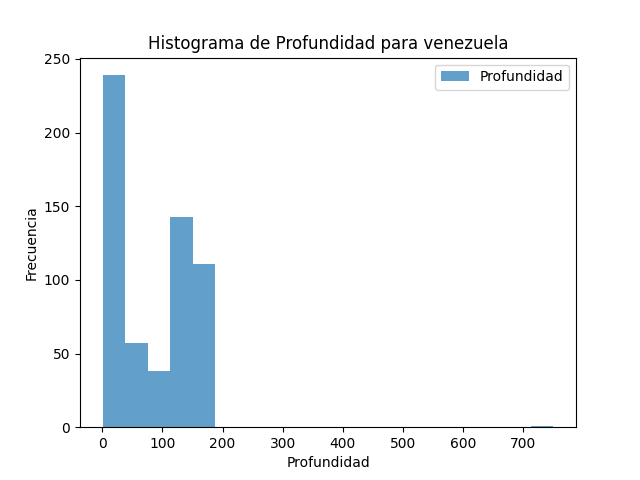 Histograma de Profundidad para venezuela
Profundidad
250
200
150
100
50
0
Frecuencia
0 100 200 300 400 500 600 700
Profundidad